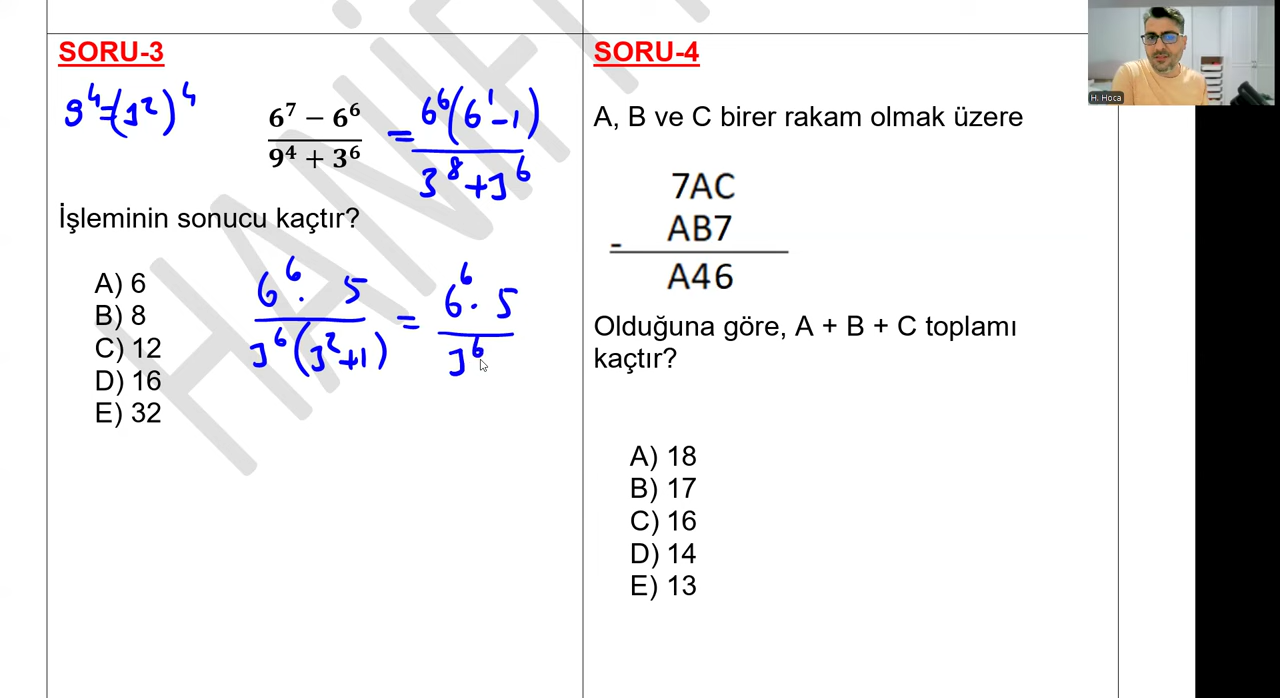 SORU-3
9⁴=(3²)⁴
6⁷ − 6⁶
9⁴ + 3⁶
= 6⁶(6¹−1)
3⁸+3⁶
İşleminin sonucu kaçtır?
A) 6
B) 8
C) 12
D) 16
E) 32
6⁶ . 5
3⁶(3²+1)
= 6⁶ . 5
3⁶
SORU-4
A, B ve C birer rakam olmak üzere
7AC
AB7
-
A46
Olduğuna göre, A + B + C toplamı
kaçtır?
A) 18
B) 17
C) 16
D) 14
E) 13
H. Hoca
HANİF